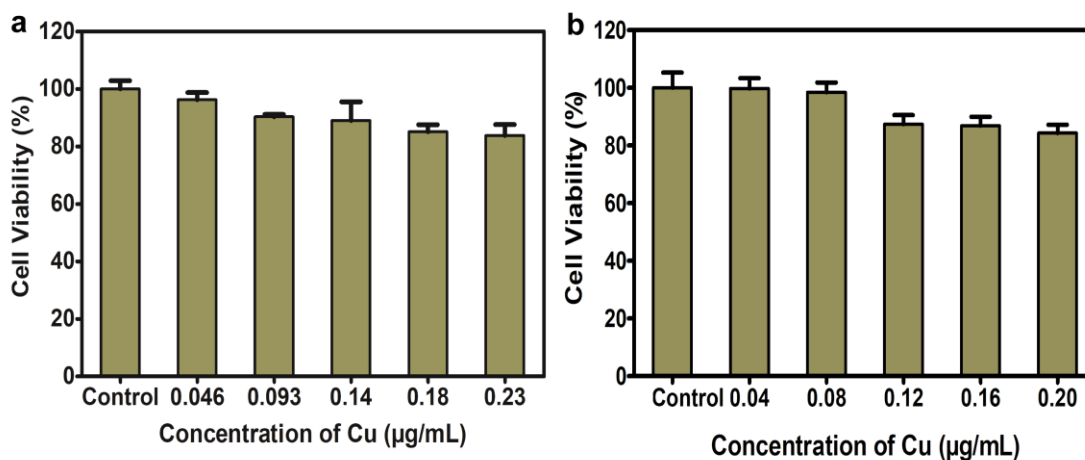 a
120
100
80
60
40
20
0
Cell Viability (%)
Control 0.046 0.093 0.14 0.18 0.23
Concentration of Cu (µg/mL)
b
120
100
80
60
40
20
0
Cell Viability (%)
Control 0.04 0.08 0.12 0.16 0.20
Concentration of Cu (µg/mL)